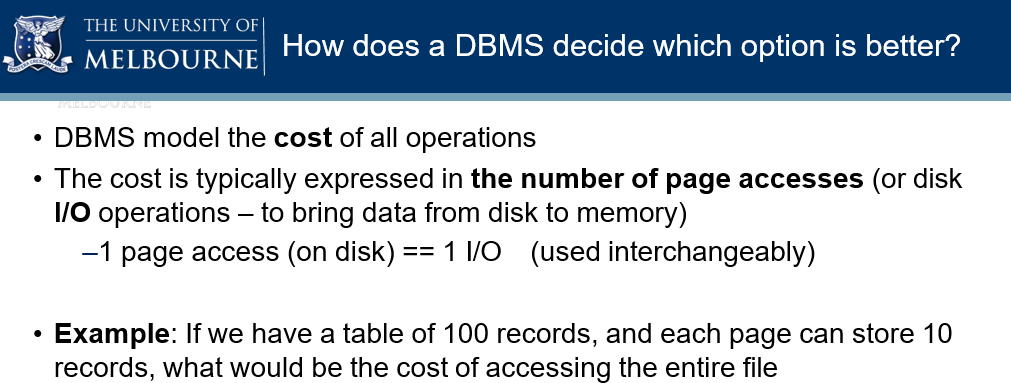 THE UNIVERSITY OF
MELBOURNE
How does a DBMS decide which option is better?
MELBOURNE
• DBMS model the cost of all operations
• The cost is typically expressed in the number of page accesses (or disk
I/O operations – to bring data from disk to memory)
–1 page access (on disk) == 1 I/O (used interchangeably)
• Example: If we have a table of 100 records, and each page can store 10
records, what would be the cost of accessing the entire file